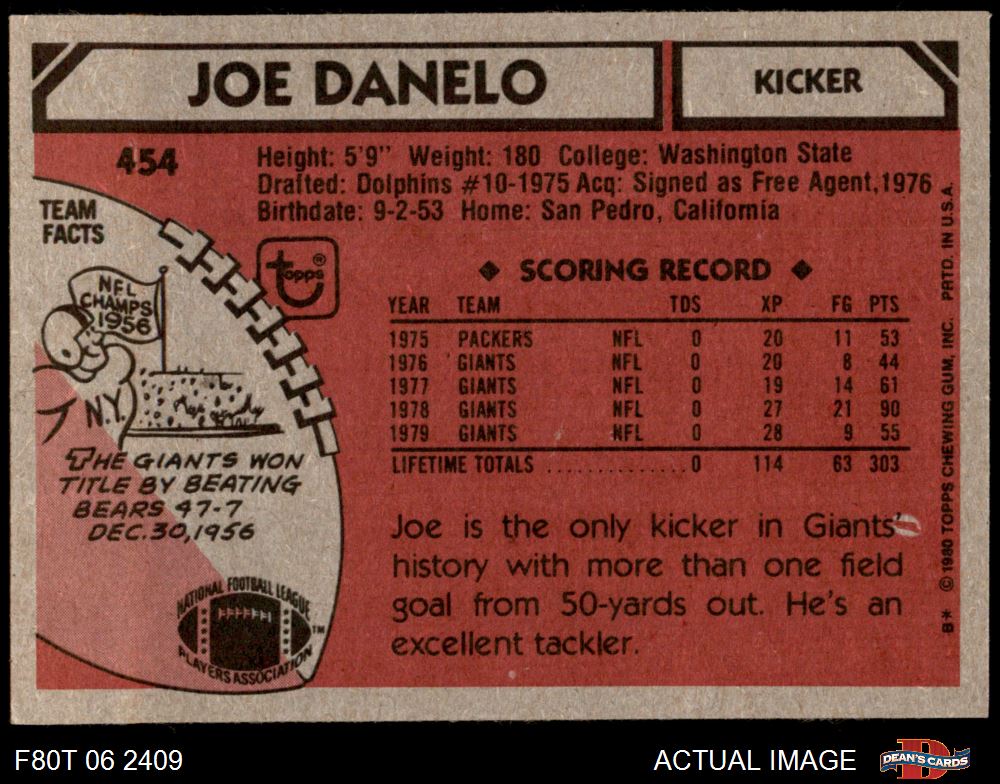 JOE DANELO
KICKER
454
Height: 5'9" Weight: 180 College: Washington State
Drafted: Dolphins #10-1975 Acq: Signed as Free Agent, 1976
Birthdate: 9-2-53 Home: San Pedro, California
TEAM
FACTS
topps®
NFL
CHAMPS
1956
N.Y.
THE GIANTS WON
TITLE BY BEATING
BEARS 47-7
DEC. 30, 1956
NATIONAL FOOTBALL LEAGUE
PLAYERS ASSOCIATION
TM
◆ SCORING RECORD ◆
YEAR TEAM TDS XP FG PTS
1975 PACKERS NFL 0 20 11 53
1976 GIANTS NFL 0 20 8 44
1977 GIANTS NFL 0 19 14 61
1978 GIANTS NFL 0 27 21 90
1979 GIANTS NFL 0 28 9 55
LIFETIME TOTALS ................ 0 114 63 303
Joe is the only kicker in Giants'
history with more than one field
goal from 50-yards out. He's an
excellent tackler.
B* © 1980 TOPPS CHEWING GUM, INC. PRTD. IN U.S.A.
F80T 06 2409
ACTUAL IMAGE
DEAN'S CARDS